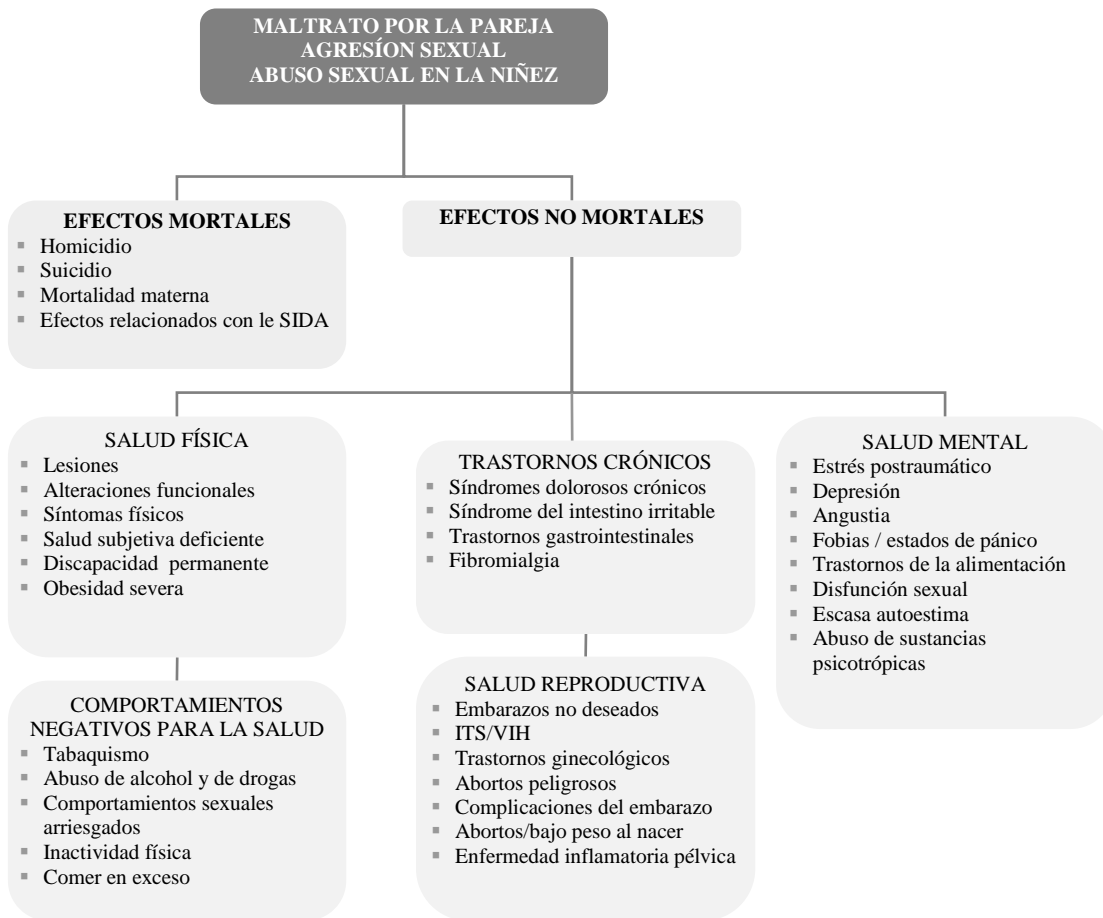 MALTRATO POR LA PAREJA
AGRESÍON SEXUAL
ABUSO SEXUAL EN LA NIÑEZ
EFECTOS MORTALES
Homicidio
Suicidio
Mortalidad materna
Efectos relacionados con le SIDA
EFECTOS NO MORTALES
SALUD FÍSICA
Lesiones
Alteraciones funcionales
Síntomas físicos
Salud subjetiva deficiente
Discapacidad  permanente
Obesidad severa
TRASTORNOS CRÓNICOS
Síndromes dolorosos crónicos
Síndrome del intestino irritable
Trastornos gastrointestinales
Fibromialgia
SALUD MENTAL
Estrés postraumático
Depresión
Angustia
Fobias / estados de pánico
Trastornos de la alimentación
Disfunción sexual
Escasa autoestima
Abuso de sustancias
psicotrópicas
COMPORTAMIENTOS
NEGATIVOS PARA LA SALUD
Tabaquismo
Abuso de alcohol y de drogas
Comportamientos sexuales
arriesgados
Inactividad física
Comer en exceso
SALUD REPRODUCTIVA
Embarazos no deseados
ITS/VIH
Trastornos ginecológicos
Abortos peligrosos
Complicaciones del embarazo
Abortos/bajo peso al nacer
Enfermedad inflamatoria pélvica